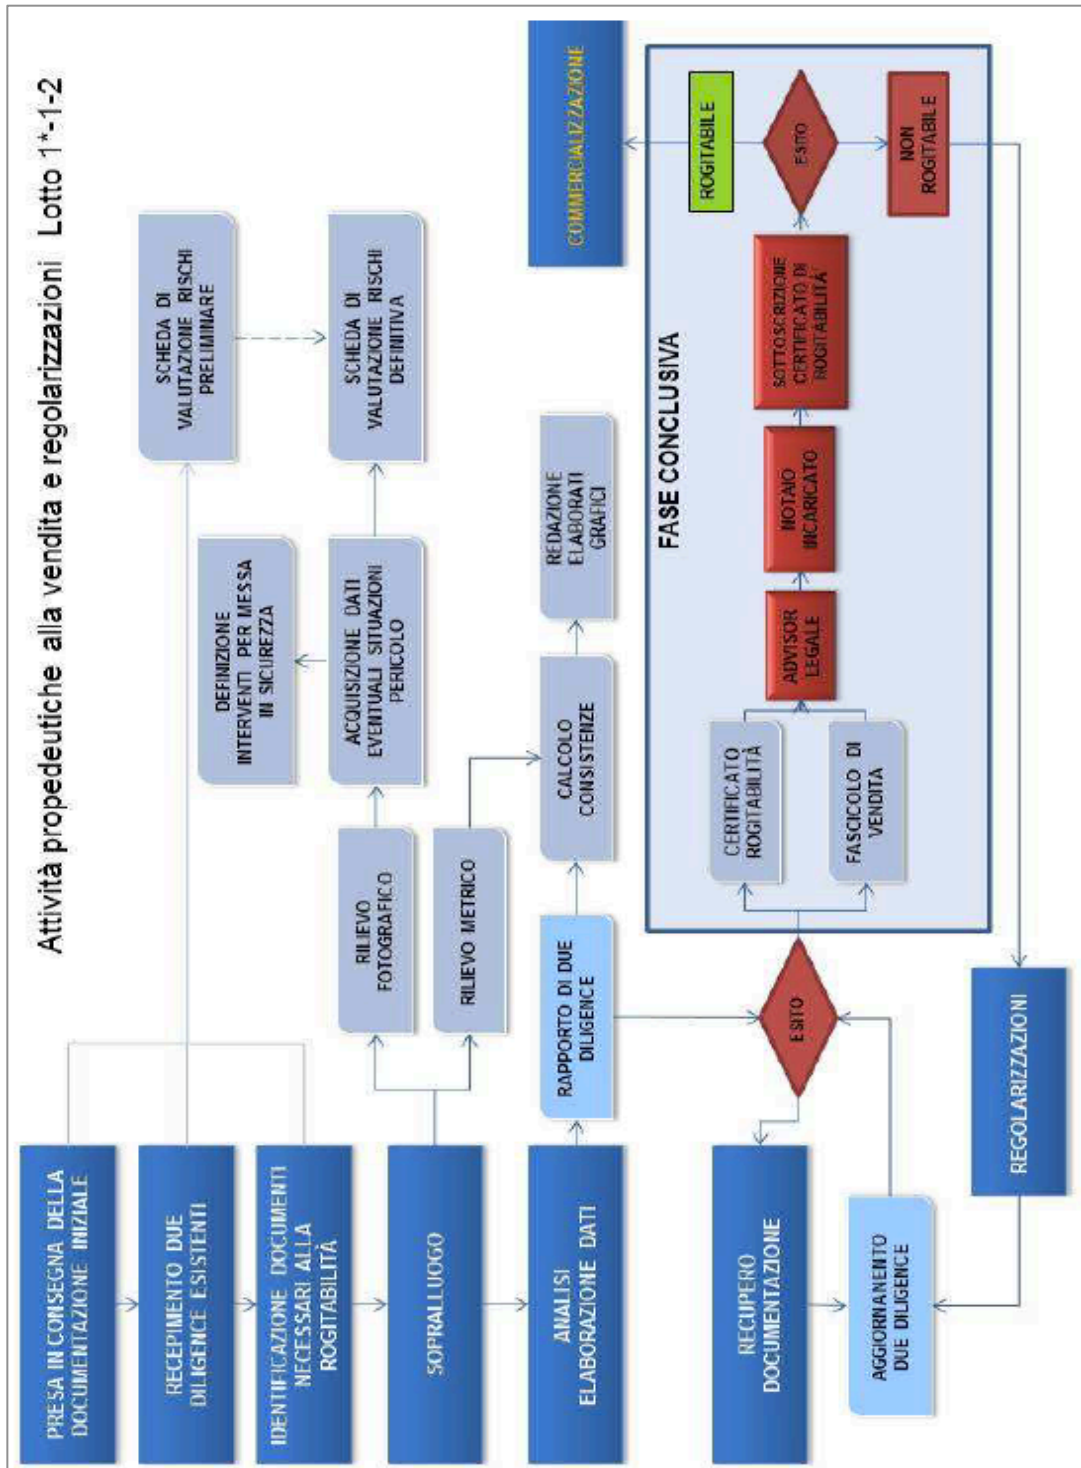 Attività propedeutiche alla vendita e regolarizzazioni Lotto 1*-1-2
PRESA IN CONSEGNA DELLA
DOCUMENTAZIONE INIZIALE
RECEPIMENTO DUE
DILIGENCE ESISTENTI
IDENTIFICAZIONE DOCUMENTI
NECESSARI ALLA
ROGITABILITÀ
SOPRALLUOGO
ANALISI
ELABORAZIONE DATI
RECUPERO
DOCUMENTAZIONE
AGGIORNANENTO
DUE DILIGENCE
REGOLARIZZAZIONI
RILIEVO
FOTOGRAFICO
RILIEVO METRICO
RAPPORTO DI DUE
DILIGENCE
ESITO
DEFINIZIONE
INTERVENTI PER MESSA
IN SICUREZZA
ACQUISIZIONE DATI
EVENTUALI SITUAZIONI
PERICOLO
CALCOLO
CONSISTENZE
REDAZIONE
ELABORATI
GRAFICI
SCHEDA DI
VALUTAZIONE RISCHI
PRELIMINARE
SCHEDA DI
VALUTAZIONE RISCHI
DEFINITIVA
COMMERCIALIZZAZIONE
FASE CONCLUSIVA
CERTIFICATO
ROGITABILITÀ
FASCICOLO DI
VENDITA
ADVISOR
LEGALE
NOTAIO
INCARICATO
SOTTOSCRIZIONE
CERTIFICATO DI
ROGITABILITA'
ESITO
ROGITABILE
NON
ROGITABILE